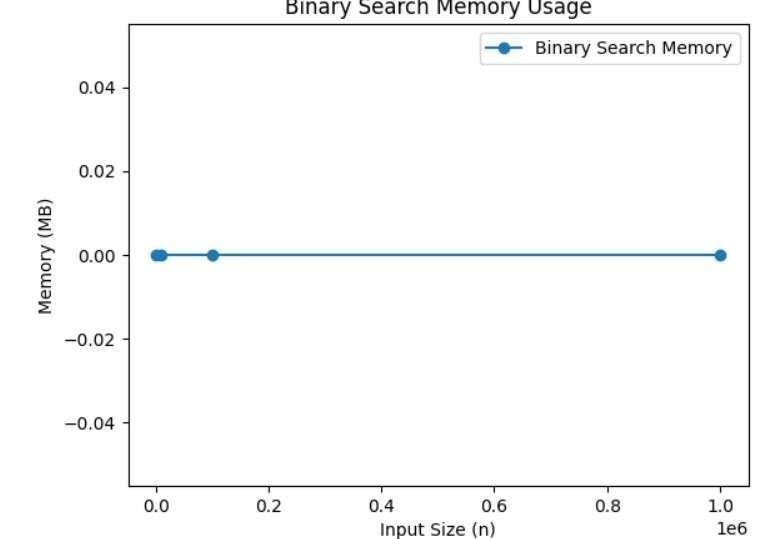 Binary Search Memory Usage
Binary Search Memory
0.04
0.02
0.00
−0.02
−0.04
Memory (MB)
0.0 0.2 0.4 0.6 0.8 1.0
1e6
Input Size (n)